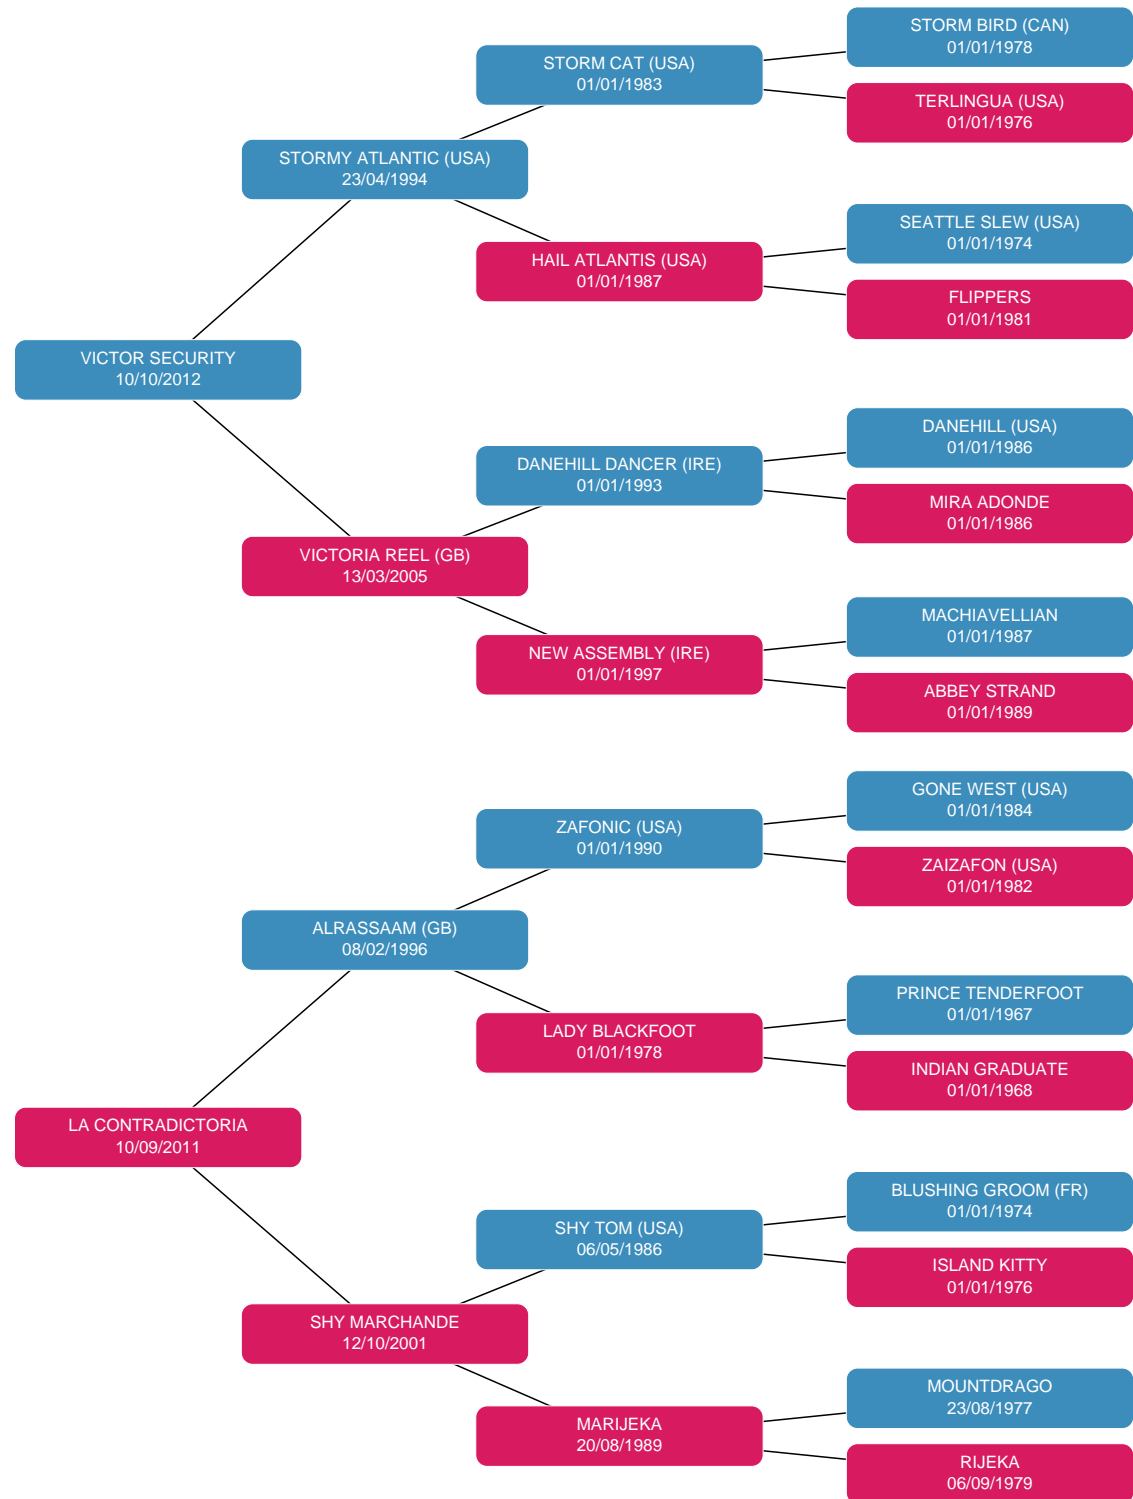 STORM BIRD (CAN)
01/01/1978
STORM CAT (USA)
01/01/1983
TERLINGUA (USA)
01/01/1976
STORMY ATLANTIC (USA)
23/04/1994
SEATTLE SLEW (USA)
01/01/1974
HAIL ATLANTIS (USA)
01/01/1987
FLIPPERS
01/01/1981
VICTOR SECURITY
10/10/2012
DANEHILL (USA)
01/01/1986
DANEHILL DANCER (IRE)
01/01/1993
MIRA ADONDE
01/01/1986
VICTORIA REEL (GB)
13/03/2005
MACHIAVELLIAN
01/01/1987
NEW ASSEMBLY (IRE)
01/01/1997
ABBEY STRAND
01/01/1989
GONE WEST (USA)
01/01/1984
ZAFONIC (USA)
01/01/1990
ZAIZAFON (USA)
01/01/1982
ALRASSAAM (GB)
08/02/1996
PRINCE TENDERFOOT
01/01/1967
LADY BLACKFOOT
01/01/1978
INDIAN GRADUATE
01/01/1968
LA CONTRADICTORIA
10/09/2011
BLUSHING GROOM (FR)
01/01/1974
SHY TOM (USA)
06/05/1986
ISLAND KITTY
01/01/1976
SHY MARCHANDE
12/10/2001
MOUNTDRAGO
23/08/1977
MARIJEKA
20/08/1989
RIJEKA
06/09/1979